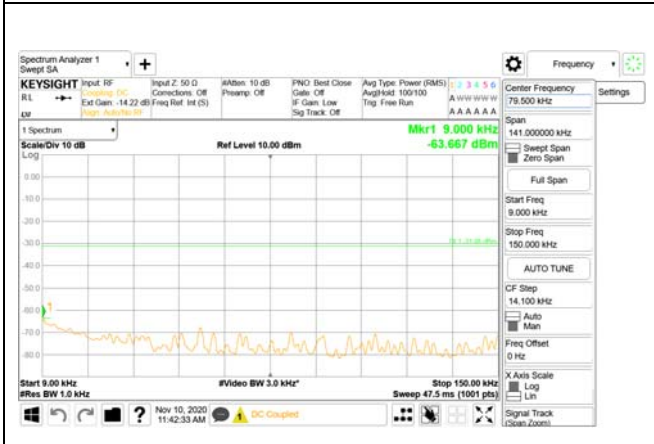 Spectrum Analyzer 1
Swept SA
Frequency
KEYSIGHT
RL
Input: RF
Coupling: DC
Ext Gain: -14.22 dB
Align: Auto/No RF
Input Z: 50 Ω
Corrections: Off
Freq Ref: Int (S)
#Atten: 10 dB
Preamp: Off
PNO: Best Close
Gate: Off
IF Gain: Low
Sig Track: Off
Avg Type: Power (RMS)
Avg|Hold: 100/100
Trig: Free Run
1 2 3 4 5 6
A W W W W W
A A A A A A
Center Frequency
79.500 kHz
Settings
Span
141.000000 kHz
Swept Span
Zero Span
Full Span
Start Freq
9.000 kHz
Stop Freq
150.000 kHz
AUTO TUNE
CF Step
14.100 kHz
Auto
Man
Freq Offset
0 Hz
X Axis Scale
Log
Lin
Signal Track
(Span Zoom)
1 Spectrum
Scale/Div 10 dB
Ref Level 10.00 dBm
Mkr1 9.000 kHz
-63.667 dBm
Log
0.00
-10.0
-20.0
-30.0
-40.0
-50.0
-60.0
-70.0
-80.0
1
Start 9.00 kHz
#Res BW 1.0 kHz
#Video BW 3.0 kHz*
Stop 150.00 kHz
Sweep 47.5 ms (1001 pts)
Nov 10, 2020
11:42:33 AM
DC Coupled